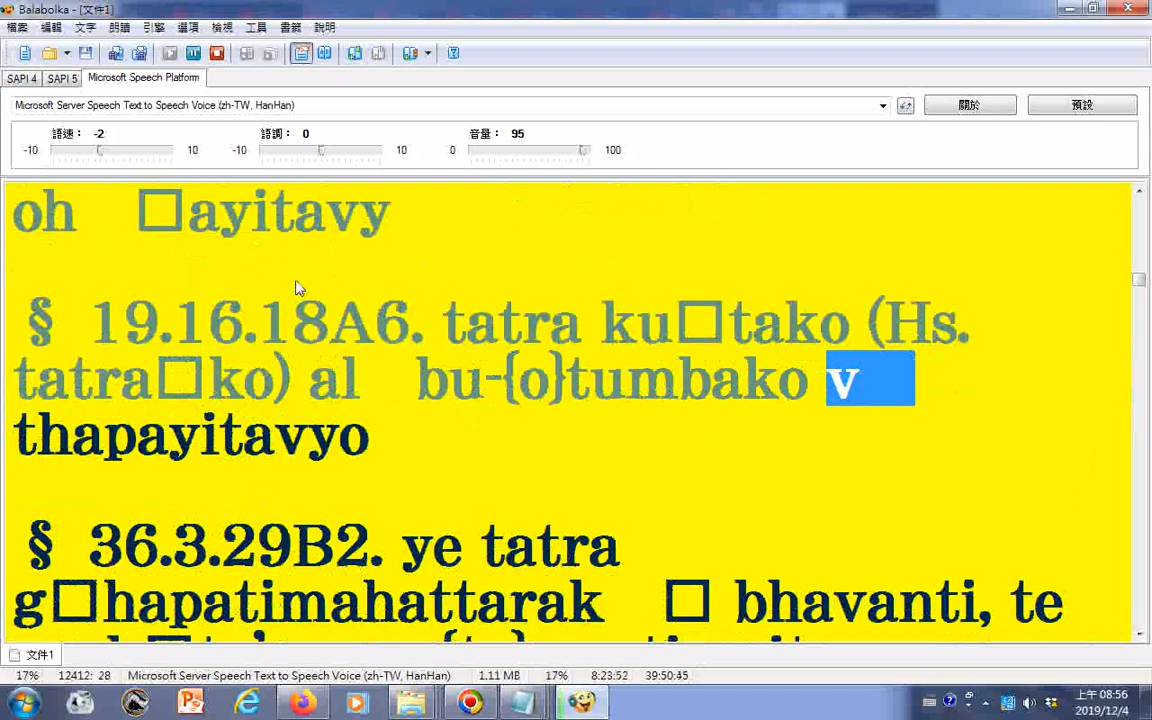 Balabolka - [文件1]
檔案 編輯 文字 朗讀 引擎 選項 檢視 工具 書籤 說明
SAPI 4 SAPI 5 Microsoft Speech Platform
Microsoft Server Speech Text to Speech Voice (zh-TW, HanHan) 關於 預設
語速： -2 語調： 0 音量： 95
-10 10 -10 10 0 100
oh □ayitavy
§ 19.16.18A6. tatra ku□tako (Hs.
tatra□ko) al bu-{o}tumbako v
thapayitavyo
§ 36.3.29B2. ye tatra
g□hapatimahattarak □ bhavanti, te
文件1
17% 12412: 28 Microsoft Server Speech Text to Speech Voice (zh-TW, HanHan) 1.11 MB 17% 8:23:52 39:50:45
上午 08:56
2019/12/4